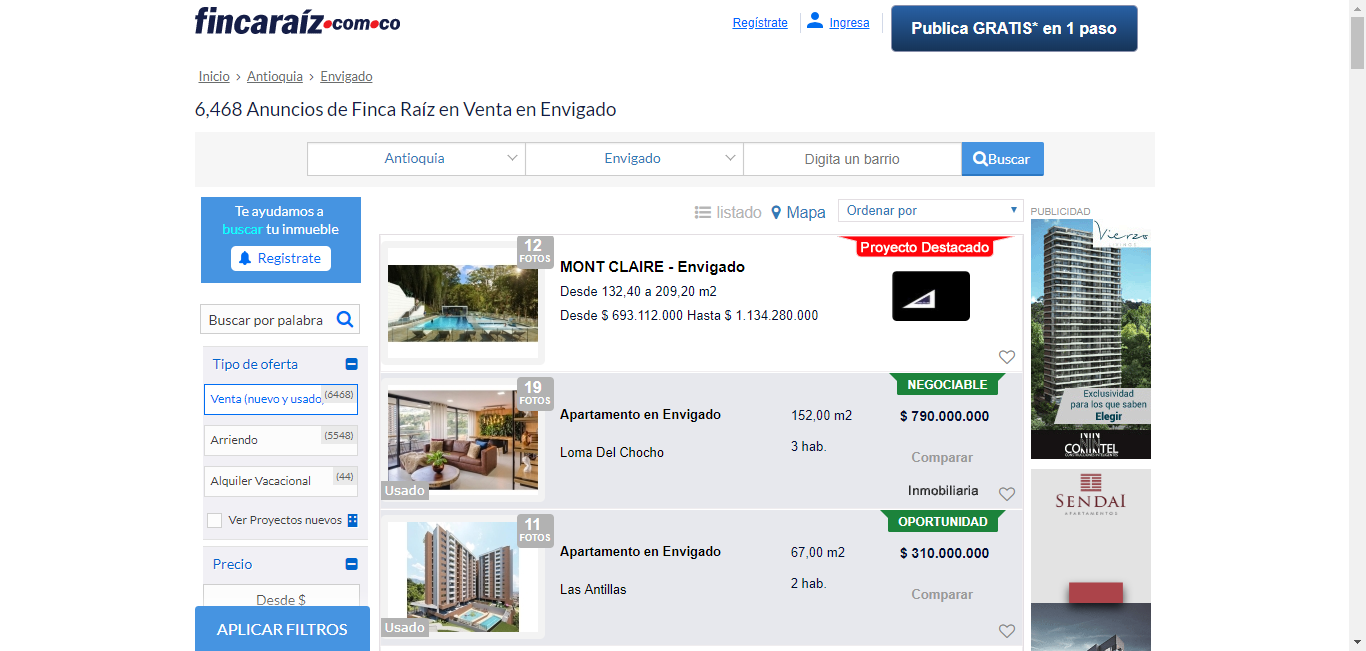 fincaraíz.com.co
Regístrate
Ingresa
Publica GRATIS* en 1 paso
Inicio › Antioquia › Envigado
6,468 Anuncios de Finca Raíz en Venta en Envigado
Antioquia
Envigado
Digita un barrio
Buscar
Te ayudamos a
buscar tu inmueble
Registrate
Buscar por palabra
Tipo de oferta
Venta (nuevo y usado)
(6468)
Arriendo
(5548)
Alquiler Vacacional
(44)
Ver Proyectos nuevos
Precio
Desde $
APLICAR FILTROS
listado
Mapa
Ordenar por
12
FOTOS
MONT CLAIRE - Envigado
Desde 132,40 a 209,20 m2
Desde $ 693.112.000 Hasta $ 1.134.280.000
Proyecto Destacado
19
FOTOS
Usado
Apartamento en Envigado
Loma Del Chocho
152,00 m2
3 hab.
NEGOCIABLE
$ 790.000.000
Comparar
Inmobiliaria
11
FOTOS
Usado
Apartamento en Envigado
Las Antillas
67,00 m2
2 hab.
OPORTUNIDAD
$ 310.000.000
Comparar
PUBLICIDAD
Vierzo
Exclusividad
para los que saben
Elegir
CONINTEL
SENDAI
APARTAMENTOS